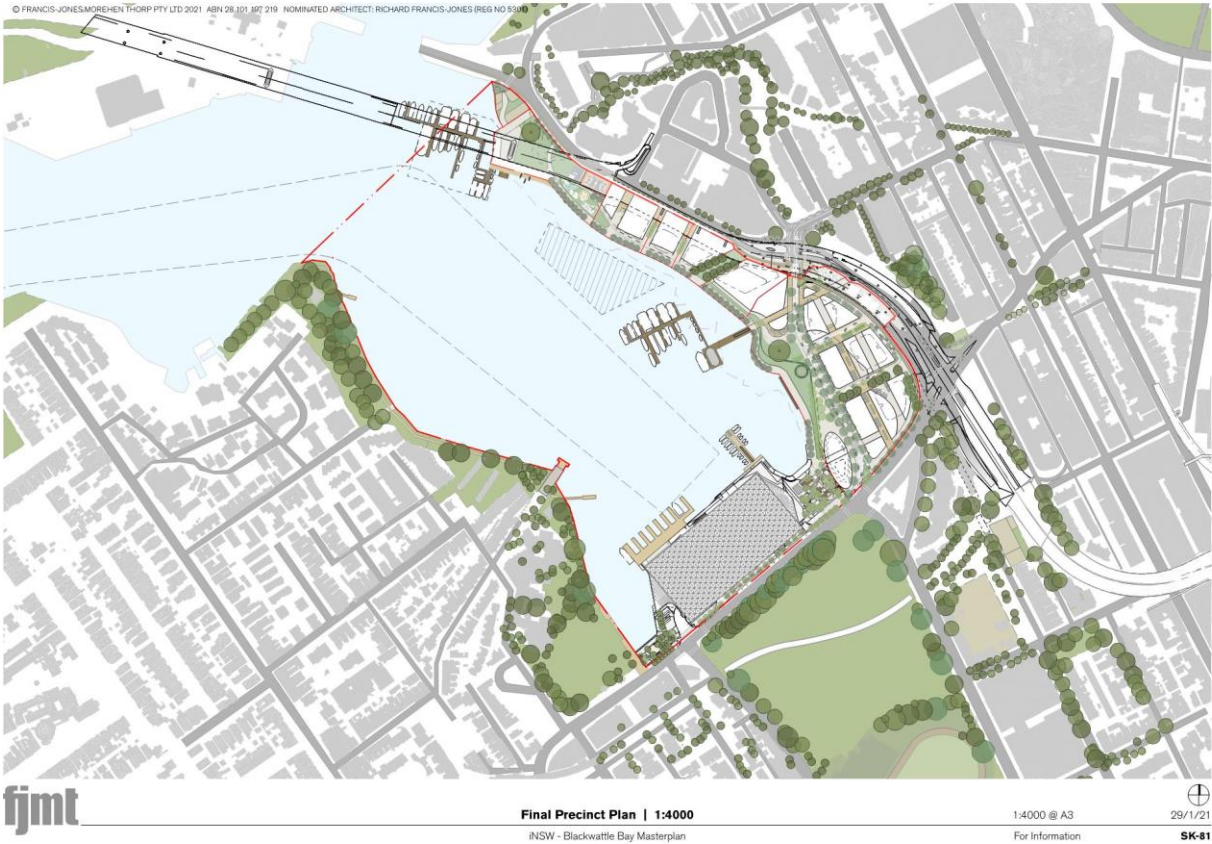 © FRANCIS-JONES MOREHEN THORP PTY LTD 2021 ABN 28 101 197 219 NOMINATED ARCHITECT: RICHARD FRANCIS-JONES (REG NO 5301)
fjmt
Final Precinct Plan | 1:4000
1:4000 @ A3
29/1/21
iNSW - Blackwattle Bay Masterplan
For Information
SK-81